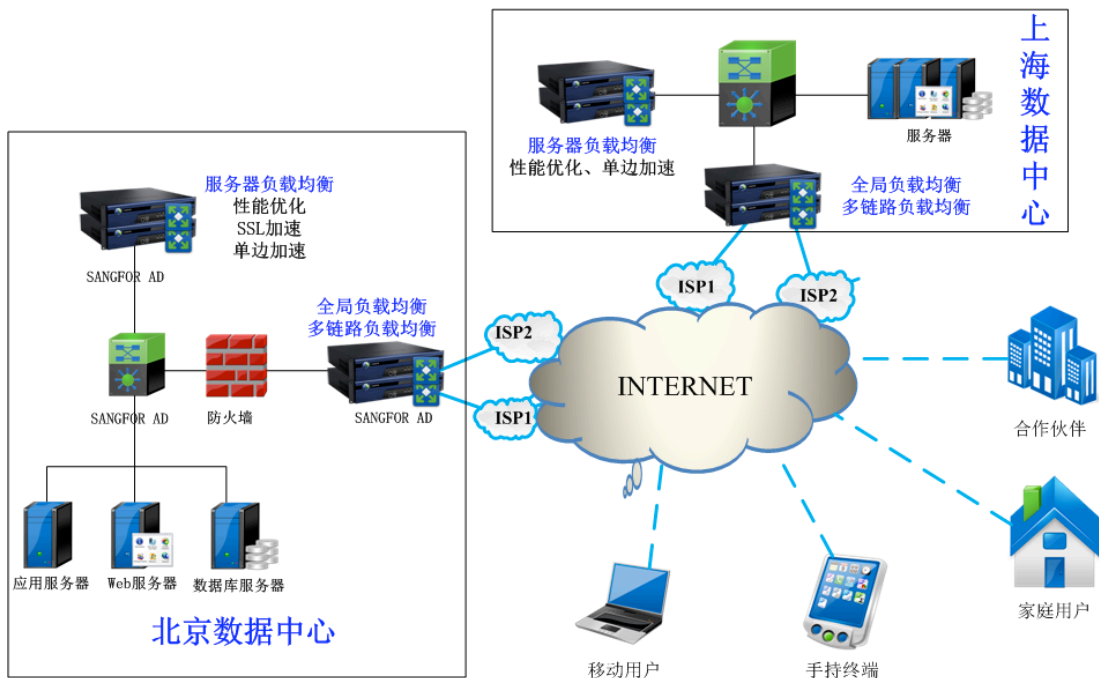 上海数据中心
服务器负载均衡
性能优化、单边加速
服务器
全局负载均衡
多链路负载均衡
服务器负载均衡
性能优化
SSL加速
单边加速
SANGFOR AD
全局负载均衡
多链路负载均衡
SANGFOR AD
防火墙
SANGFOR AD
应用服务器
Web服务器
数据库服务器
北京数据中心
ISP1
ISP2
ISP2
ISP1
INTERNET
合作伙伴
家庭用户
移动用户
手持终端